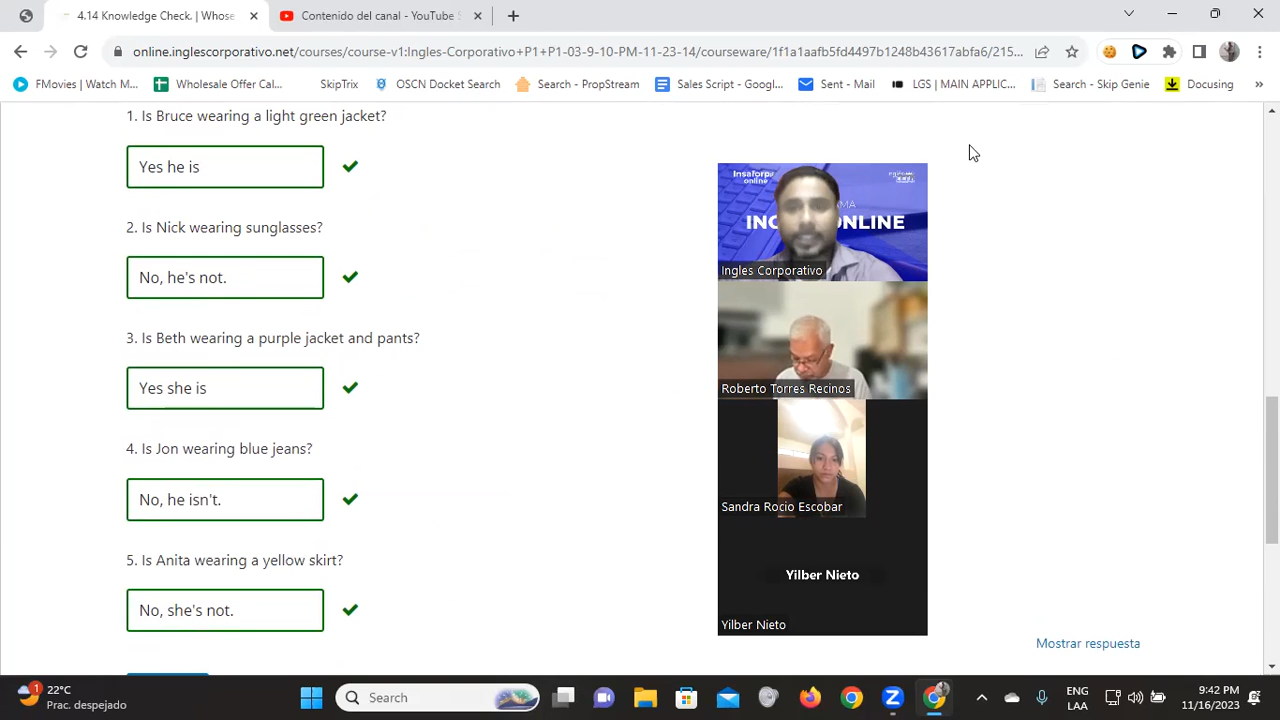 4.14 Knowledge Check. | Whose
Contenido del canal - YouTube S
online.inglescorporativo.net/courses/course-v1:Ingles-Corporativo+P1+P1-03-9-10-PM-11-23-14/courseware/1f1a1aafb5fd4497b1248b43617abfa6/215...
FMovies | Watch M...
Wholesale Offer Cal...
SkipTrix
OSCN Docket Search
Search - PropStream
Sales Script - Googl...
Sent - Mail
LGS | MAIN APPLIC...
Search - Skip Genie
Docusing
»
1. Is Bruce wearing a light green jacket?
Yes he is
2. Is Nick wearing sunglasses?
No, he's not.
3. Is Beth wearing a purple jacket and pants?
Yes she is
4. Is Jon wearing blue jeans?
No, he isn't.
5. Is Anita wearing a yellow skirt?
No, she's not.
online
Ingles Corporativo
Roberto Torres Recinos
Sandra Rocio Escobar
Yilber Nieto
Yilber Nieto
Mostrar respuesta
1
22°C
Prac. despejado
Search
ENG
LAA
9:42 PM
11/16/2023